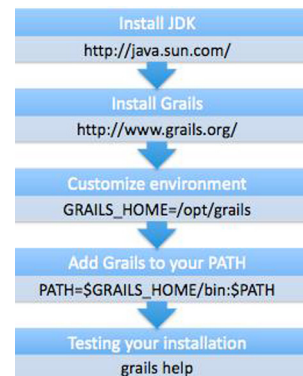 Install JDK
http://java.sun.com/
Install Grails
http://www.grails.org/
Customize environment
GRAILS_HOME=/opt/grails
Add Grails to your PATH
PATH=$GRAILS_HOME/bin:$PATH
Testing your installation
grails help